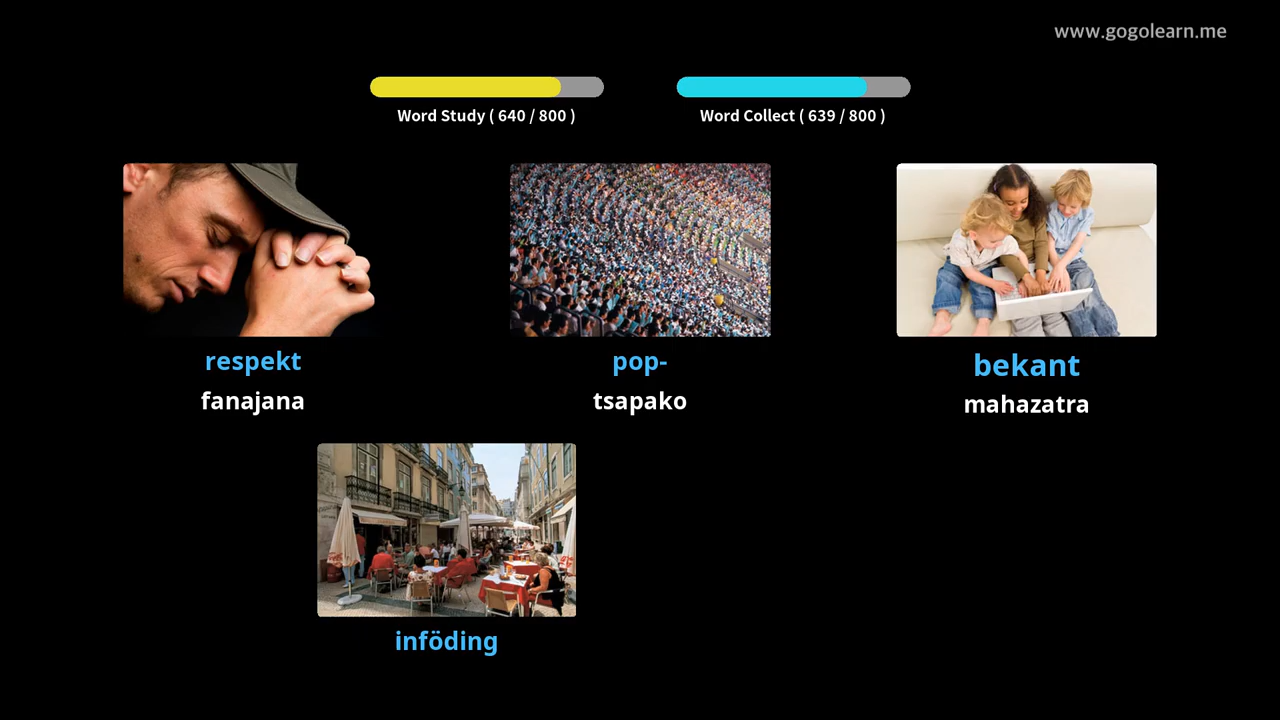 www.gogolearn.me
Word Study ( 640 / 800 )
Word Collect ( 639 / 800 )
respekt
fanajana
pop-
tsapako
bekant
mahazatra
inföding